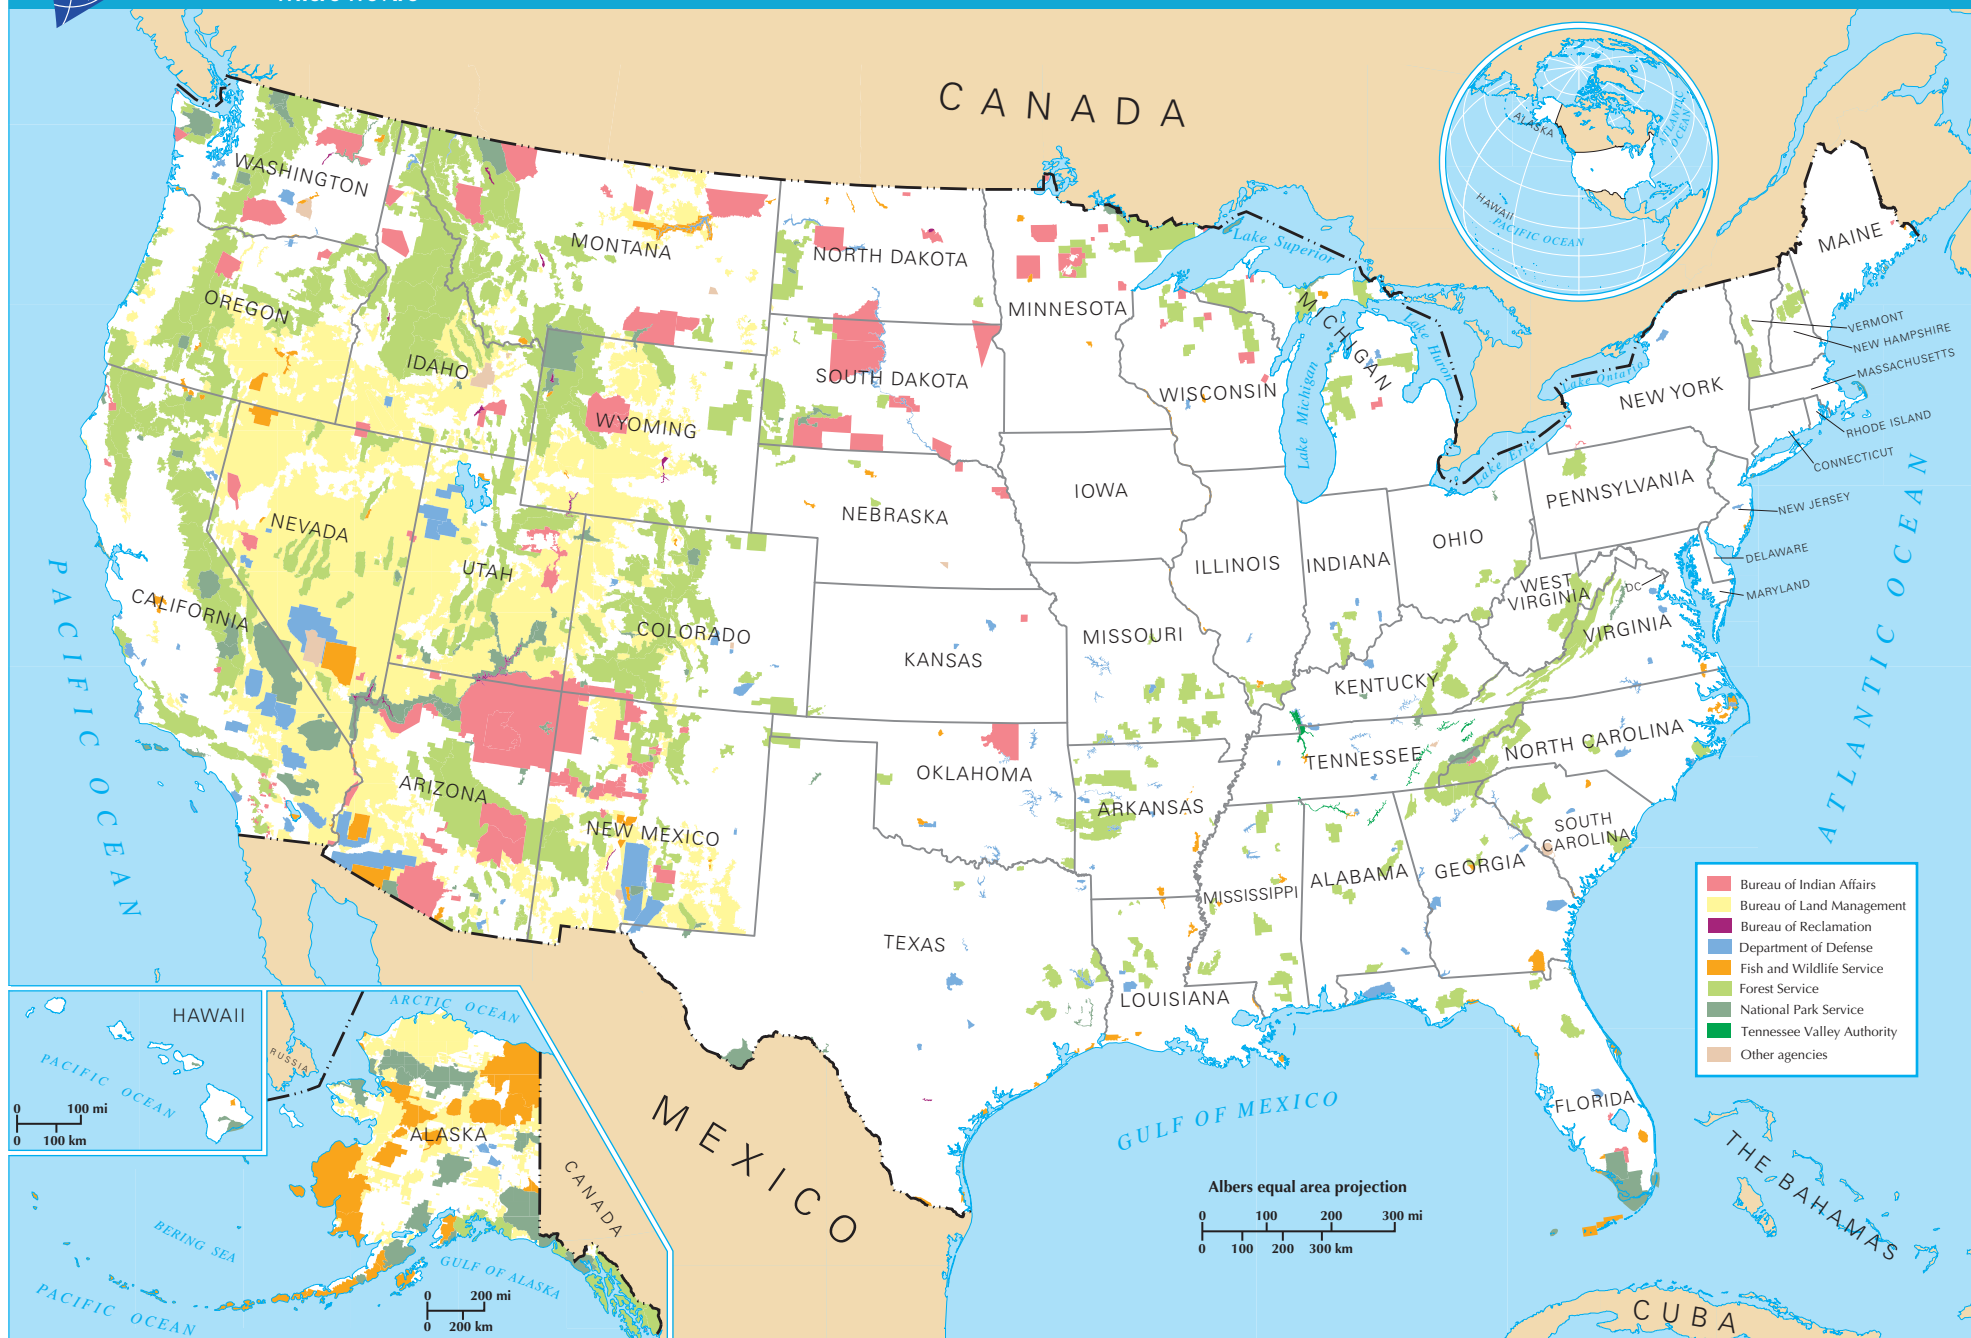 CANADA
ALASKA
ATLANTIC
OCEAN
HAWAII
PACIFIC OCEAN
WASHINGTON
MONTANA
NORTH DAKOTA
MINNESOTA
Lake Superior
MAINE
OREGON
IDAHO
SOUTH DAKOTA
WYOMING
WISCONSIN
MICHIGAN
Lake Michigan
Lake Huron
Lake Ontario
Lake Erie
NEW YORK
VERMONT
NEW HAMPSHIRE
MASSACHUSETTS
RHODE ISLAND
CONNECTICUT
NEW JERSEY
DELAWARE
MARYLAND
DC
PENNSYLVANIA
IOWA
NEBRASKA
NEVADA
UTAH
CALIFORNIA
COLORADO
KANSAS
MISSOURI
ILLINOIS
INDIANA
OHIO
WEST
VIRGINIA
VIRGINIA
KENTUCKY
TENNESSEE
NORTH CAROLINA
SOUTH
CAROLINA
ARIZONA
NEW MEXICO
OKLAHOMA
ARKANSAS
MISSISSIPPI
ALABAMA
GEORGIA
TEXAS
LOUISIANA
FLORIDA
PACIFIC OCEAN
ATLANTIC OCEAN
GULF OF MEXICO
MEXICO
THE BAHAMAS
CUBA
Bureau of Indian Affairs
Bureau of Land Management
Bureau of Reclamation
Department of Defense
Fish and Wildlife Service
Forest Service
National Park Service
Tennessee Valley Authority
Other agencies
Albers equal area projection
0 100 200 300 mi
0 100 200 300 km
HAWAII
PACIFIC OCEAN
0 100 mi
0 100 km
RUSSIA
ARCTIC OCEAN
ALASKA
CANADA
BERING SEA
GULF OF ALASKA
PACIFIC OCEAN
0 200 mi
0 200 km